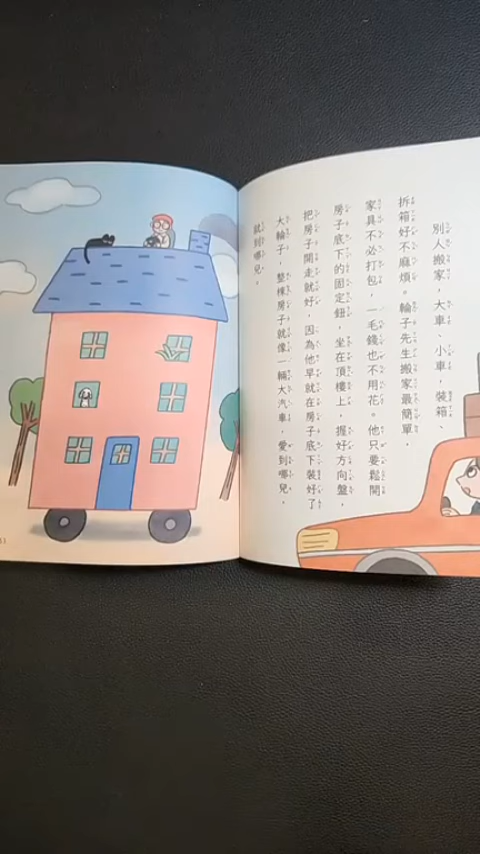 別人搬家，大車、小車，裝箱、
拆箱好不麻煩。輪子先生搬家最簡單，
家具不必打包，一毛錢也不用花。他只要鬆開
房子底下的固定鈕，坐在頂樓上，握好方向盤，
把房子開走就好，因為他早就在房子底下裝好了
大輪子，整棟房子就像一輛大汽車，愛到哪兒，
就到哪兒。